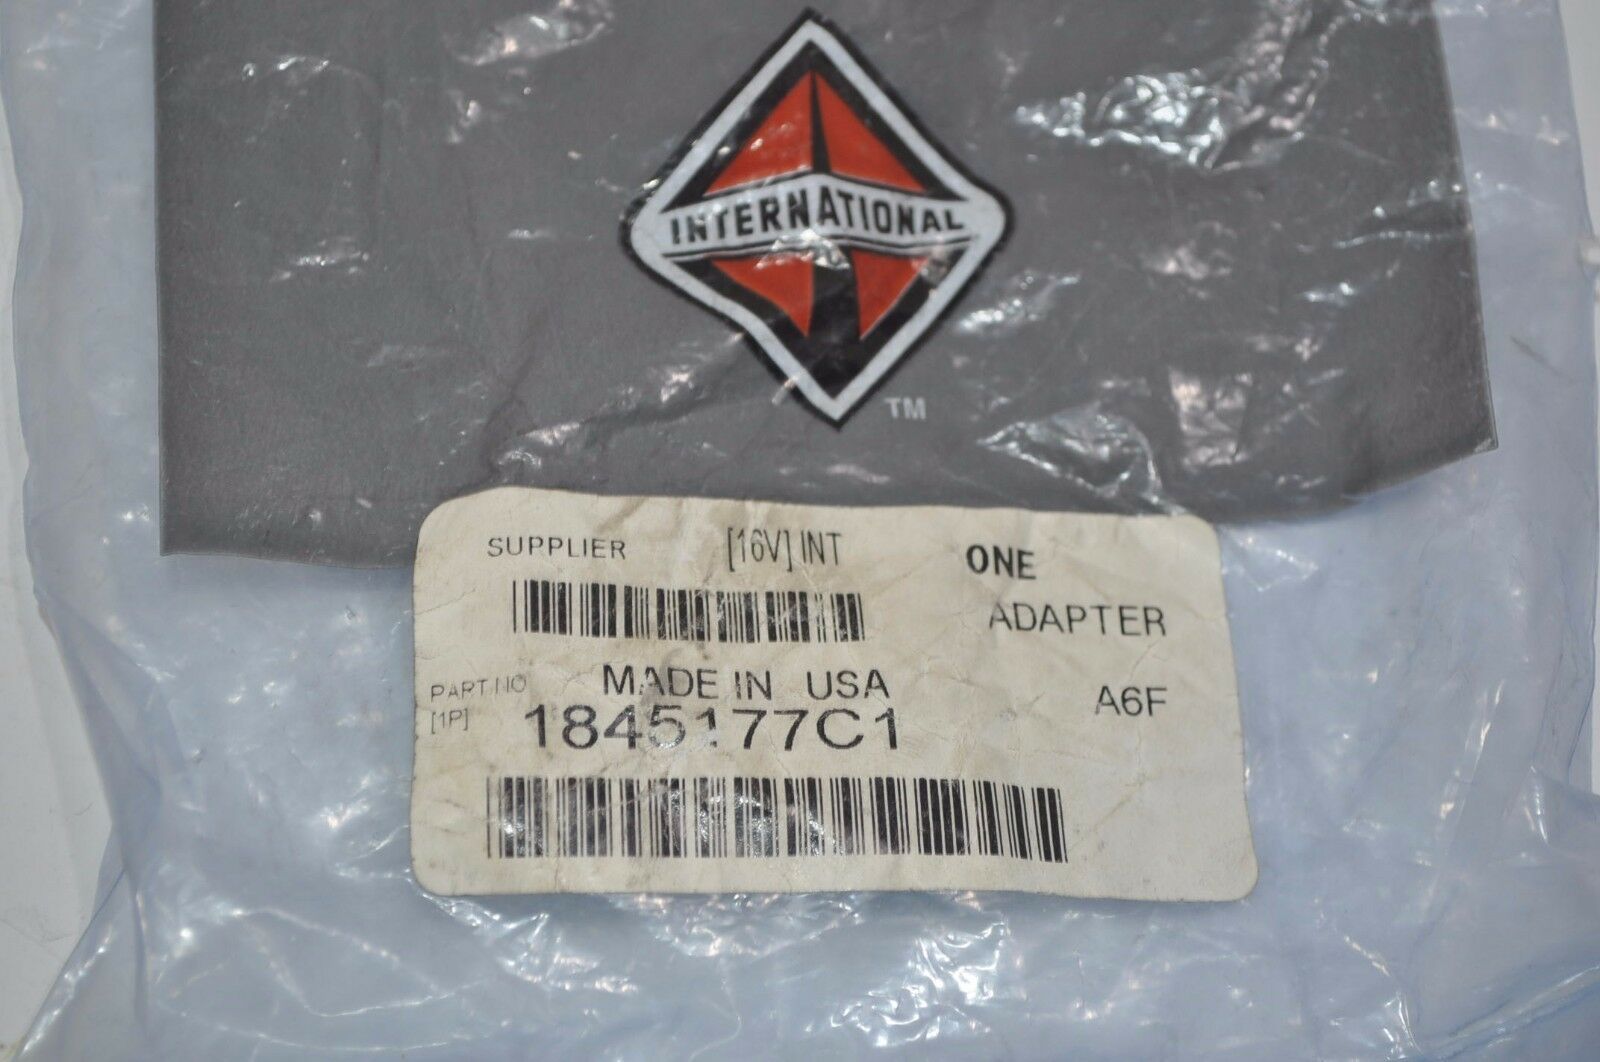 INTERNATIONAL
TM
SUPPLIER [16V] INT ONE
ADAPTER
PART NO MADE IN USA A6F
[1P] 1845177C1